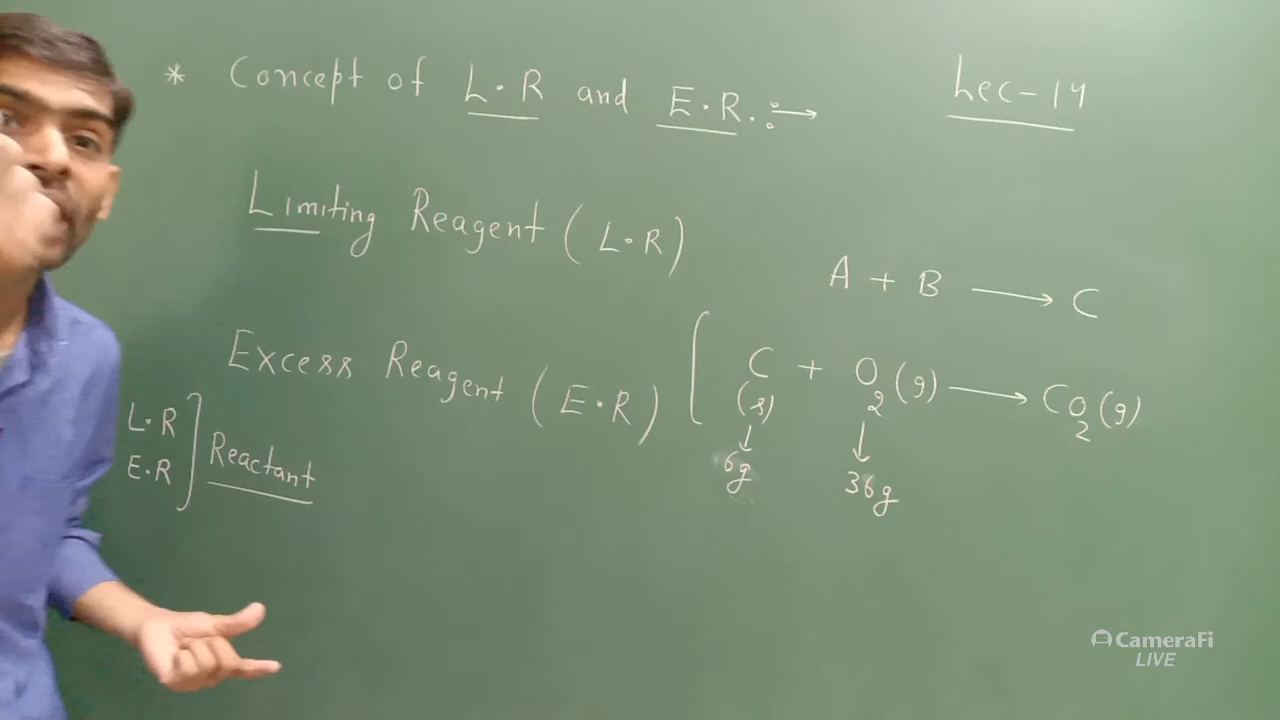 * Concept of L.R and E.R. :→
Lec-14
Limiting Reagent (L.R)
A + B → C
Excess Reagent (E.R)
C(s) + O2(g) → CO2(g)
6g 36g
L.R
E.R
Reactant
CameraFi
LIVE